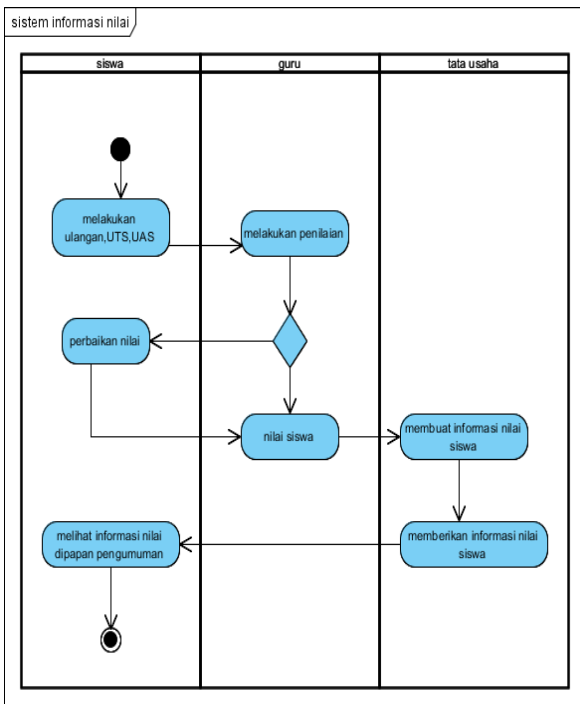 sistem informasi nilai
siswa
guru
tata usaha
melakukan
ulangan,UTS,UAS
melakukan penilaian
perbaikan nilai
nilai siswa
membuat informasi nilai
siswa
melihat informasi nilai
dipapan pengumuman
memberikan informasi nilai
siswa